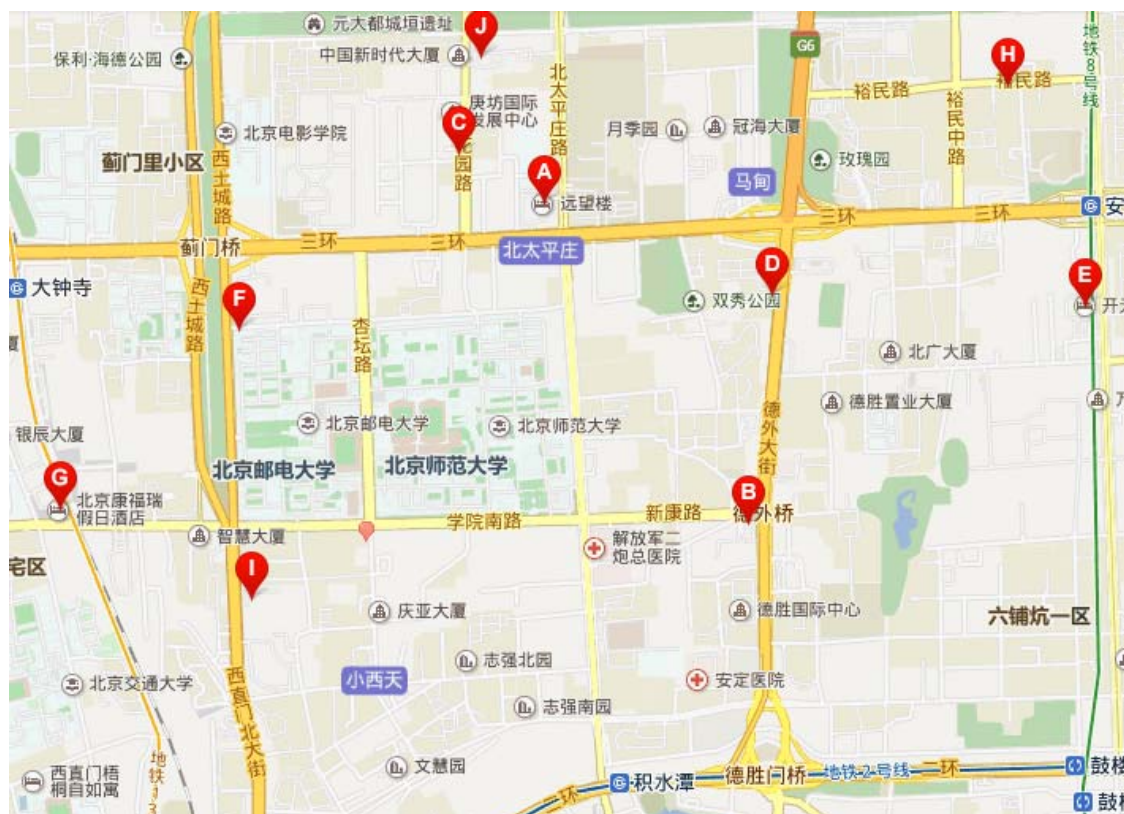 元大都城垣遗址
J
中国新时代大厦
保利·海德公园
G6
地铁8号线
H
裕民路
裕民路
北太平庄路
庚坊国际
发展中心
C
花园路
北京电影学院
蓟门里小区
西土城路
月季园
冠海大厦
裕民中路
玫瑰园
马甸
A
远望楼
三环
三环
三环
三环
安
蓟门桥
北太平庄
大钟寺
西土城路
F
杏坛路
D
双秀公园
E
开元
北广大厦
德胜置业大厦
德外大街
北京邮电大学
北京师范大学
银辰大厦
北京邮电大学
北京师范大学
G
北京康福瑞
假日酒店
B
学院南路
新康路
德外桥
智慧大厦
解放军二
炮总医院
宅区
I
庆亚大厦
德胜国际中心
六铺炕一区
志强北园
小西天
安定医院
北京交通大学
西直门北大街
志强南园
文慧园
地铁13
西直门梧
桐自如寓
积水潭
德胜门桥
地铁2号线
二环
二环
鼓楼
鼓楼